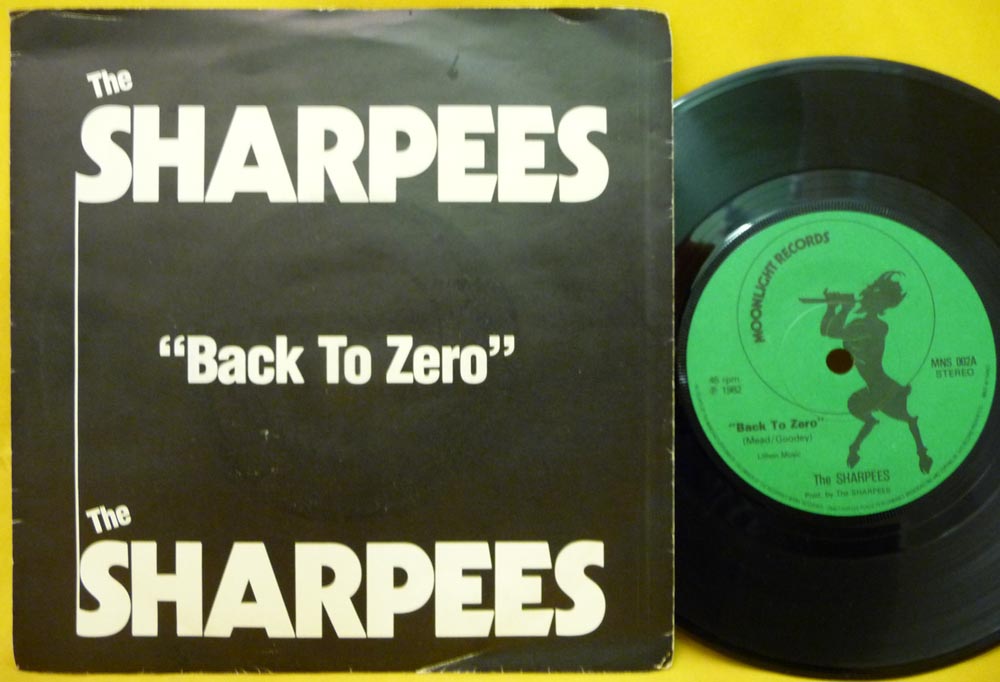 The
SHARPEES
“Back To Zero”
The
SHARPEES
MOONLIGHT RECORDS
MNS 002A
STEREO
45 rpm
℗ 1982
“Back To Zero”
(Mead/Goodey)
Music
The SHARPEES
Prod. by The SHARPEES